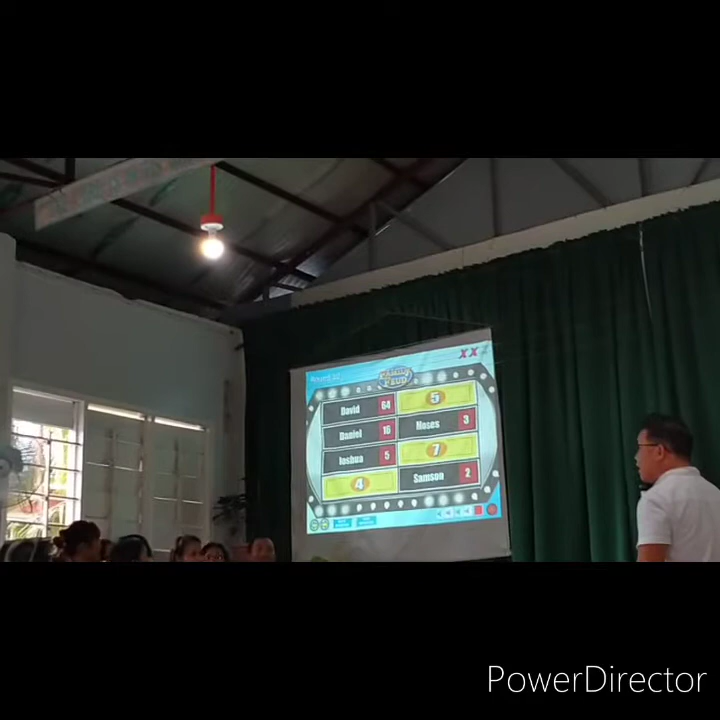 FAMILY
FEUD
X X
David 64
5
Daniel 16
Moses 3
Joshua 5
7
4
Samson 2
PowerDirector